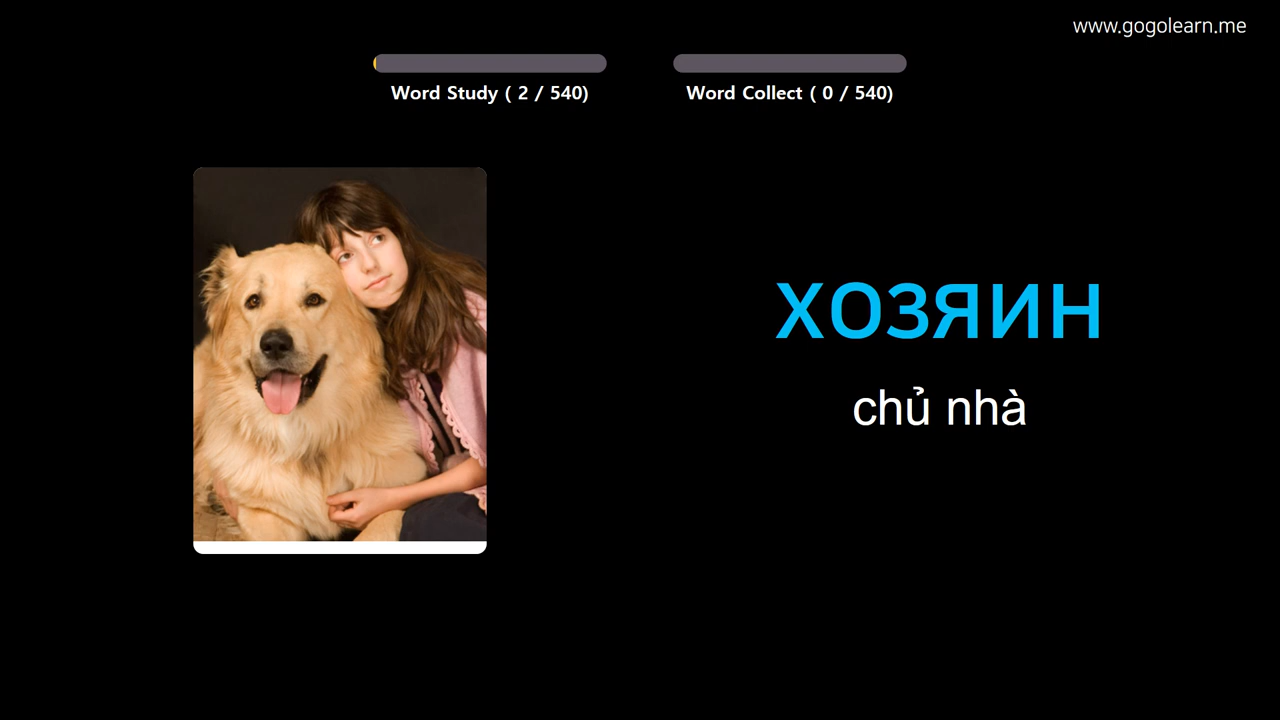 www.gogolearn.me
Word Study ( 2 / 540)
Word Collect ( 0 / 540)
хозяин
chủ nhà